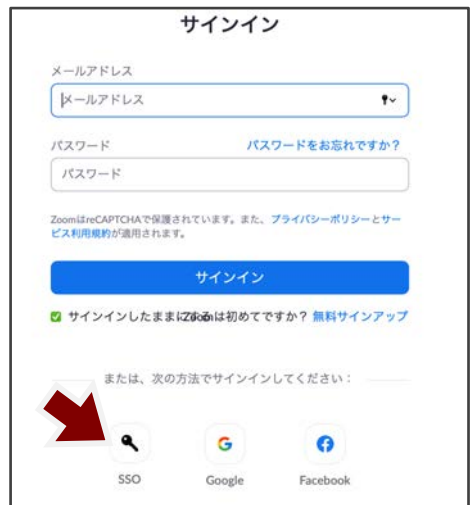 サインイン
メールアドレス
メールアドレス
パスワード パスワードをお忘れですか？
パスワード
ZoomはreCAPTCHAで保護されています。また、プライバシーポリシーとサー
ビス利用規約が適用されます。
サインイン
サインインしたままにする Zoomは初めてですか？ 無料サインアップ
または、次の方法でサインインしてください：
SSO Google Facebook